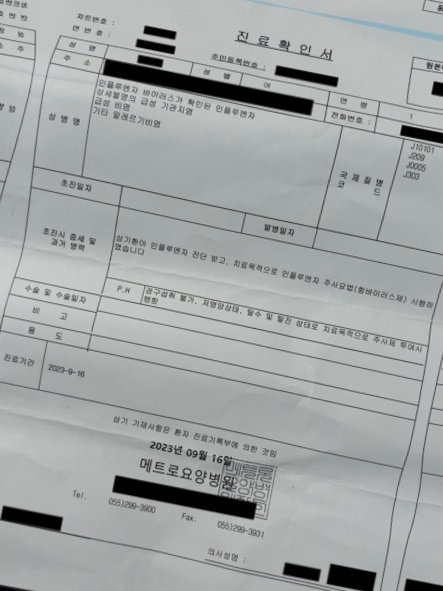 차트번호 :
연 번호 :
진 료 확 인 서
성 명
주민등록번호 :
주 소
성 별
여
연 령
전화번호 :
원본
상 병 명
인플루엔자 바이러스가 확인된 인플루엔자
상세불명의 급성 기관지염
급성 비염
기타 알레르기비염
국 제 질 병
코 드
J10101
J209
J0005
J303
초진일자
발병일자
초진시 증세 및
과거 병력
상기환아 인플루엔자 진단 받고, 치료목적으로 인플루엔자 주사요법(항바이러스제) 시행하
였습니다
P.H
경구섭취 불가, 저영양상태, 탈수 및 탈진 상태로 치료목적으로 주사제 투여시
행함
수술 및 수술일자
비 고
용 도
진료기간
2023-9-16
상기 기재사항은 환자 진료기록부에 의한 것임
2023년 09월 16일
메트로요양병원
Tel.
055)299-3900
Fax.
055)299-3931
의사성명 :